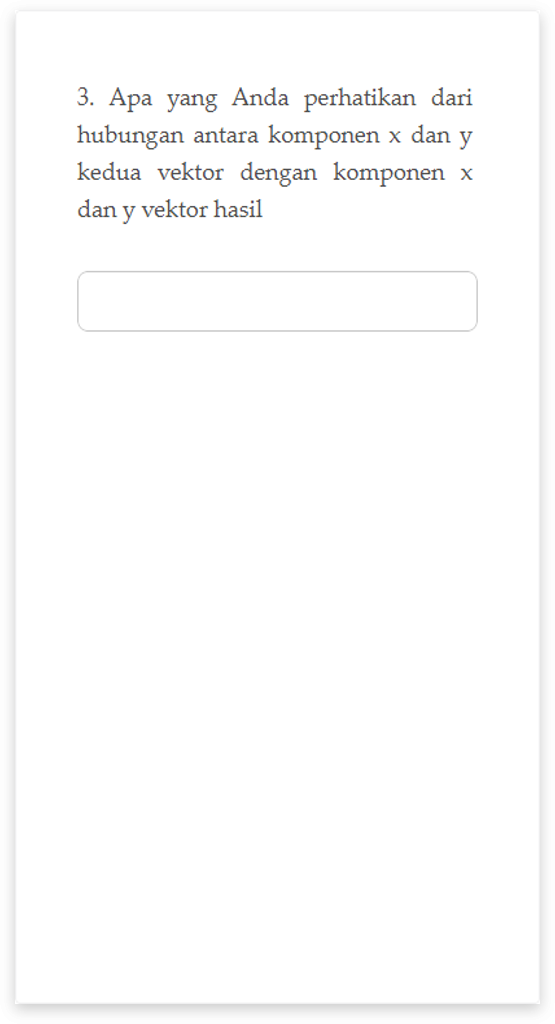 3. Apa yang Anda perhatikan dari
hubungan antara komponen x dan y
kedua vektor dengan komponen x
dan y vektor hasil